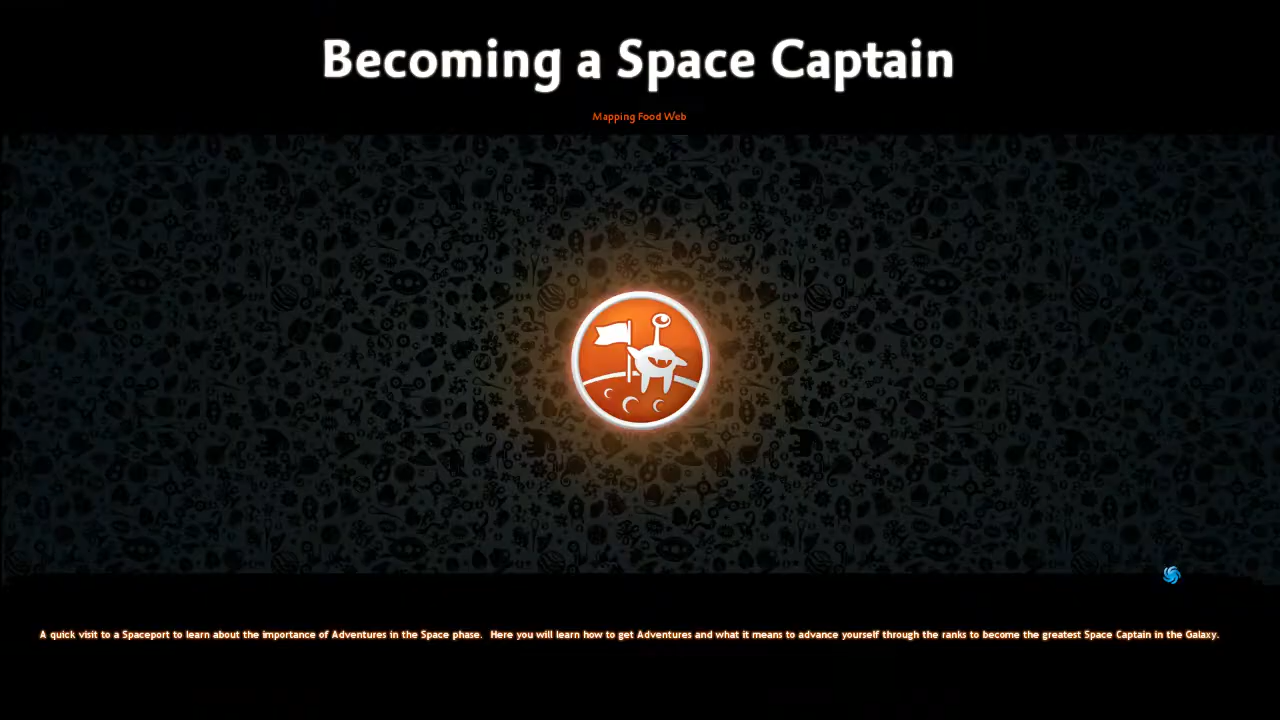 Becoming a Space Captain
Mapping Food Web
A quick visit to a Spaceport to learn about the importance of Adventures in the Space phase.  Here you will learn how to get Adventures and what it means to advance yourself through the ranks to become the greatest Space Captain in the Galaxy.